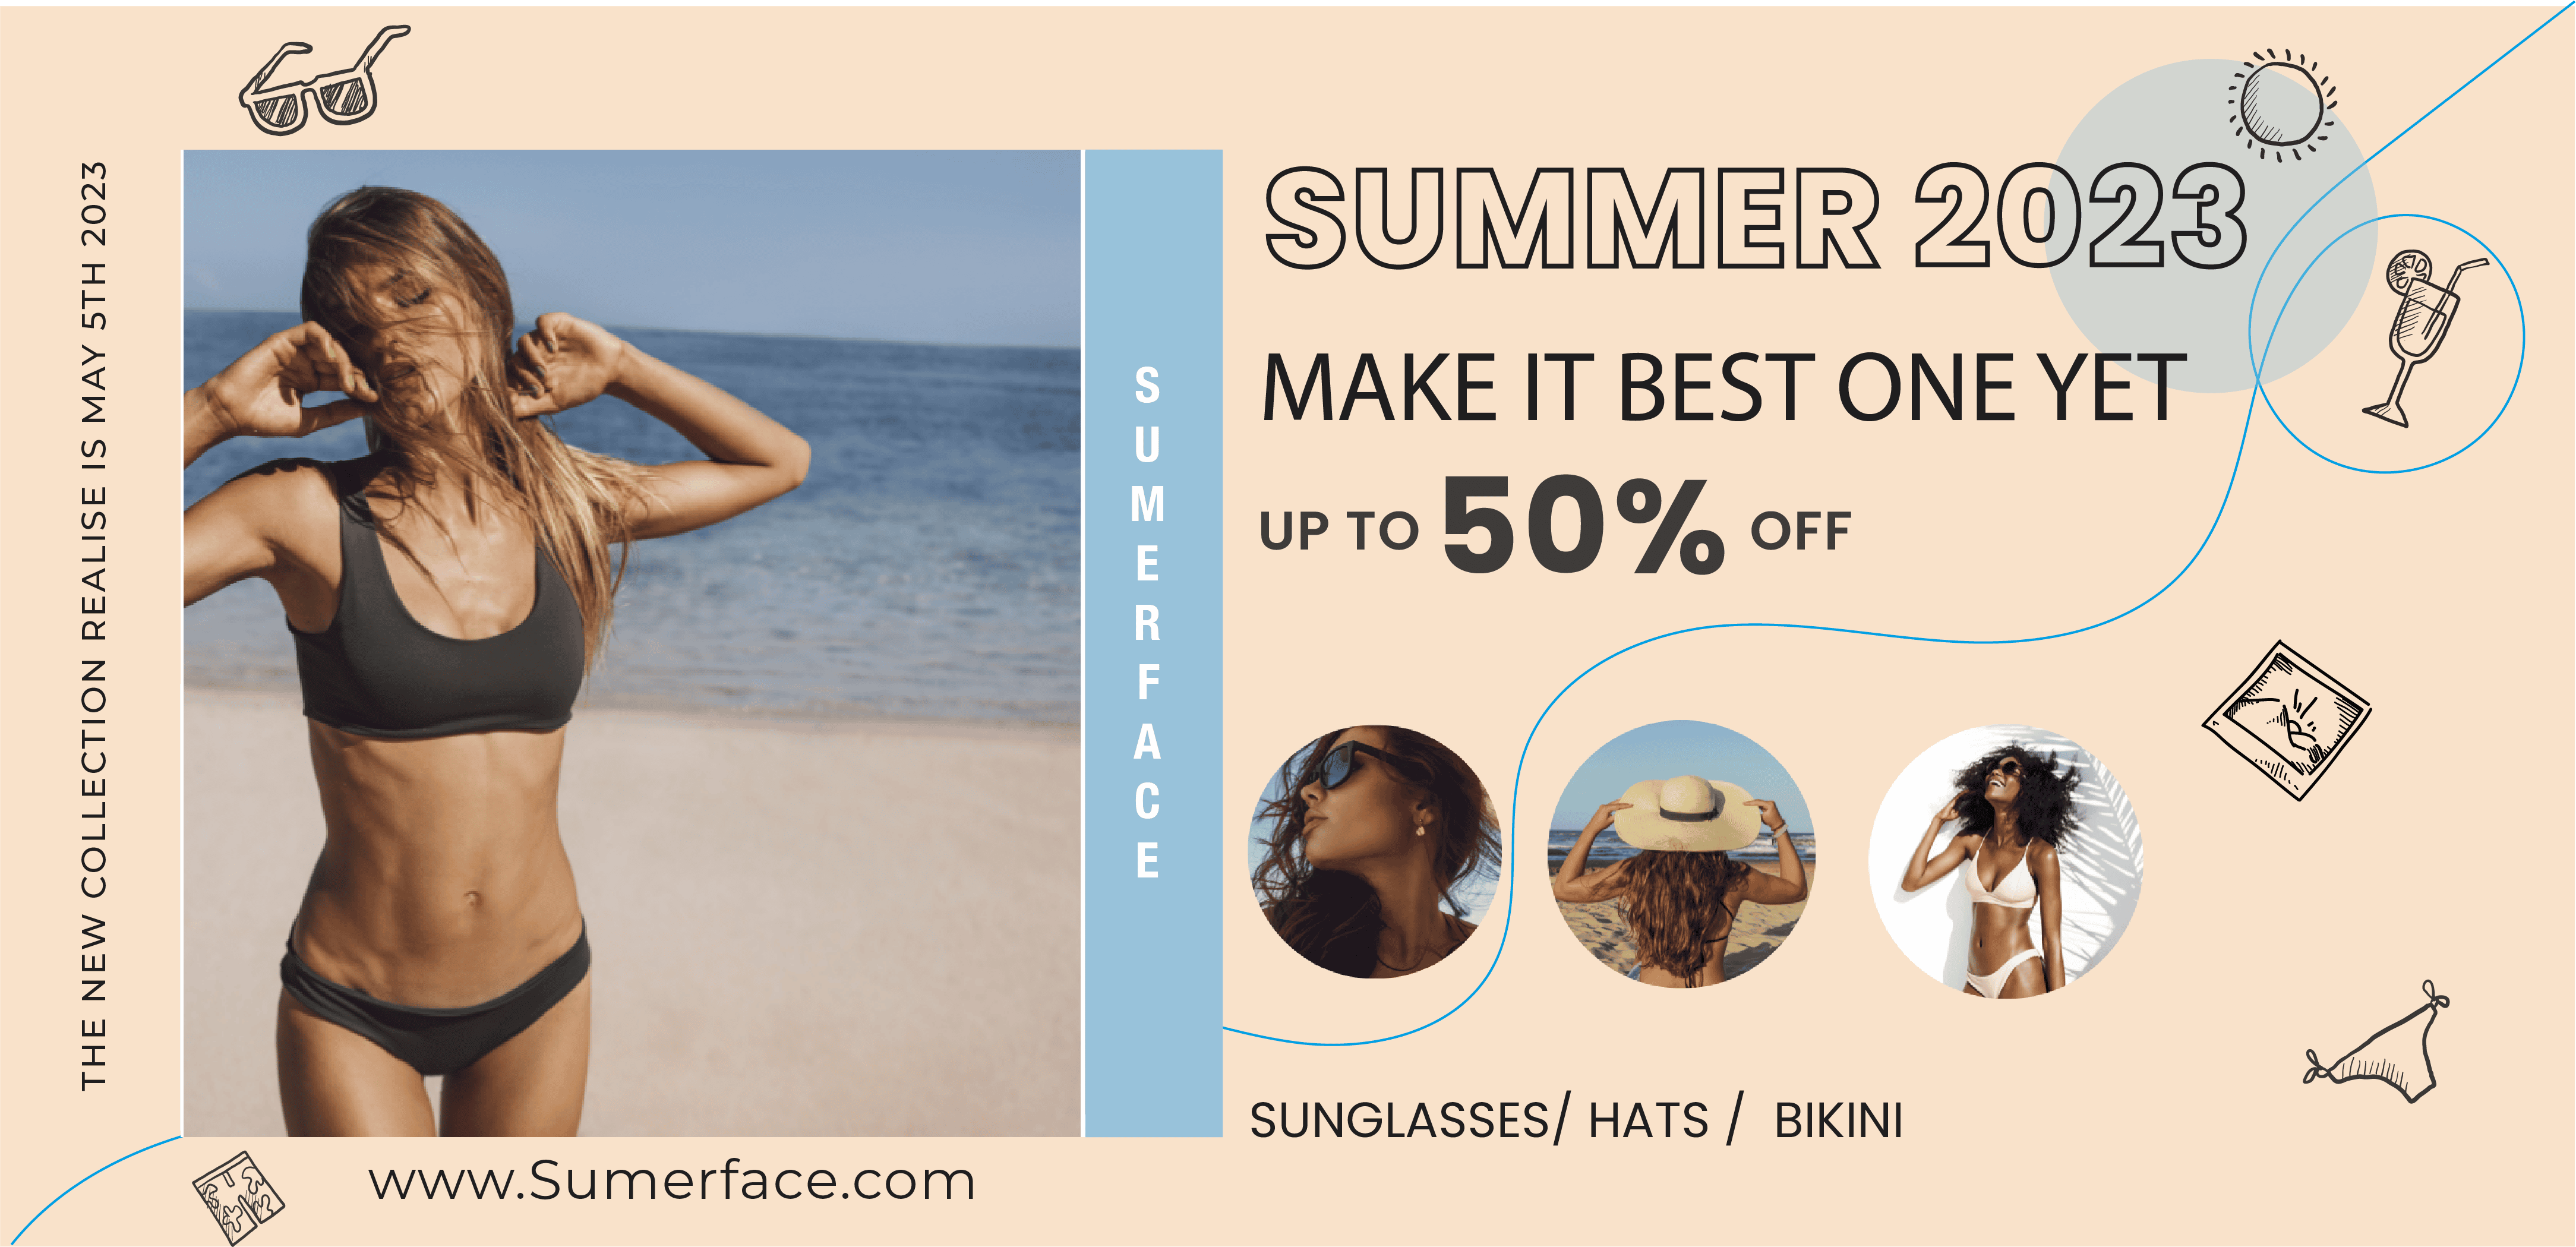 THE NEW COLLECTION REALISE IS MAY 5TH 2023
SUMERFACE
SUMMER 2023
MAKE IT BEST ONE YET
UP TO 50% OFF
SUNGLASSES/ HATS / BIKINI
www.Sumerface.com